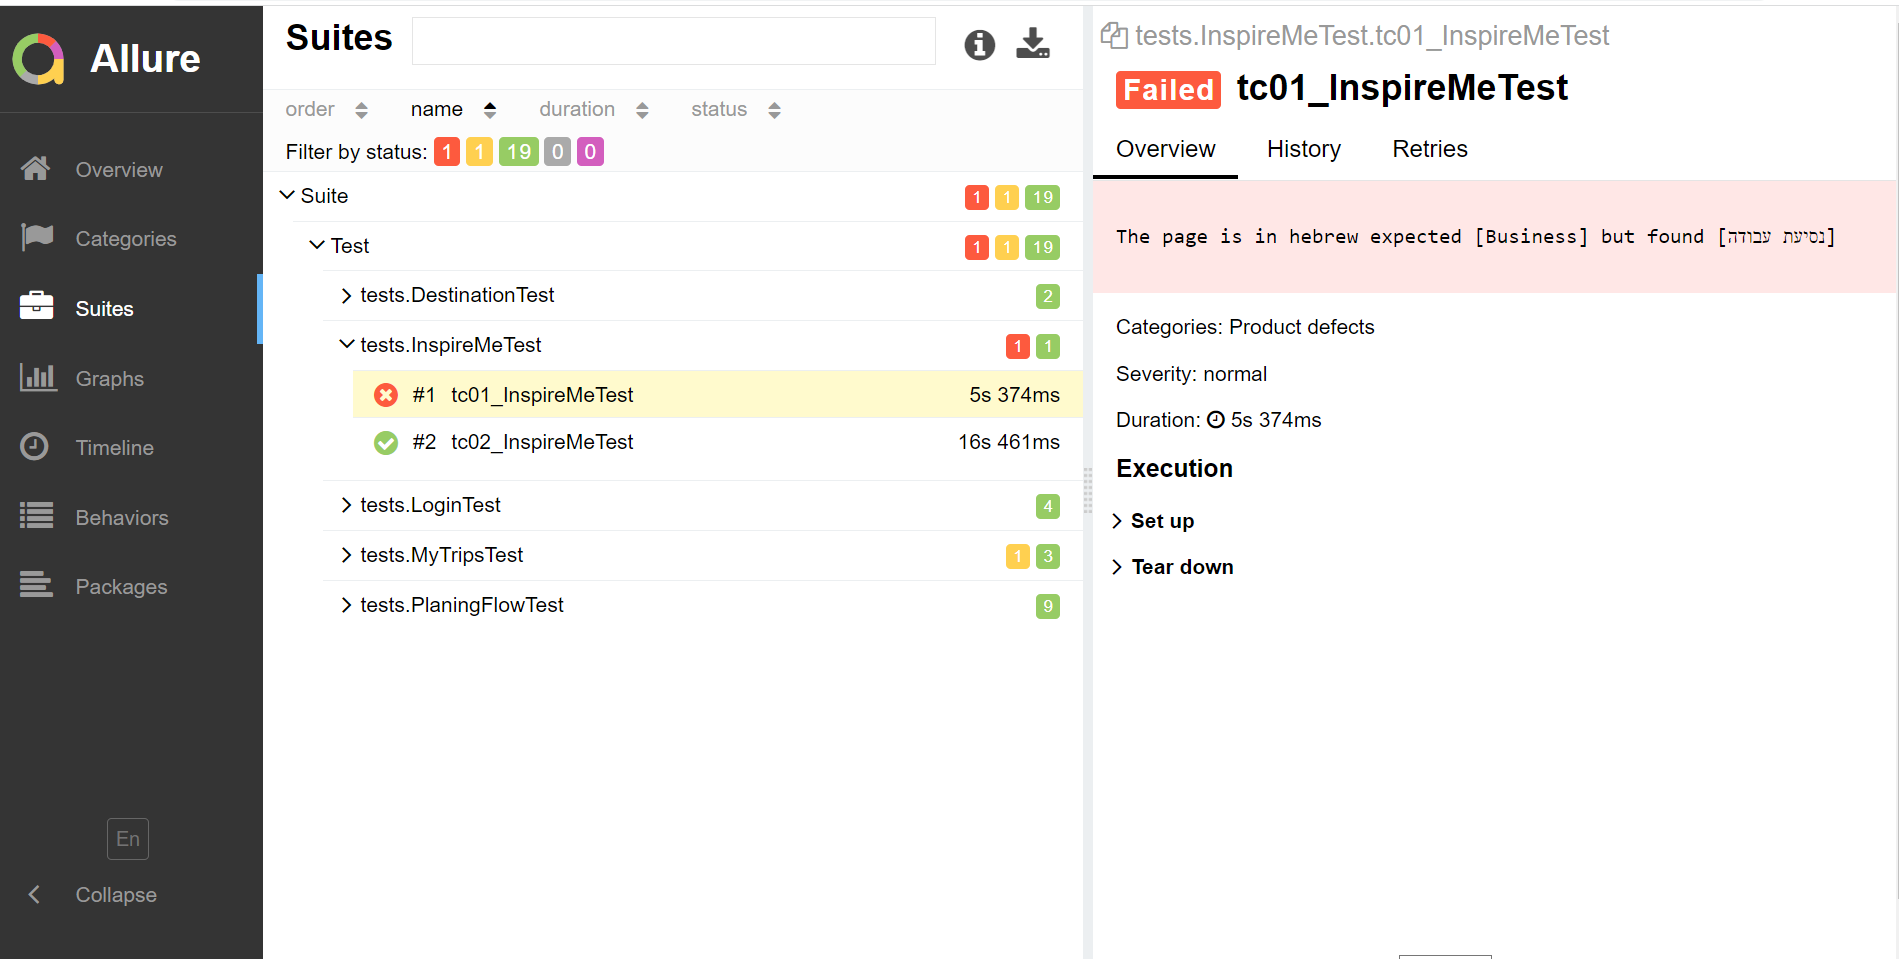 Allure
Overview
Categories
Suites
Graphs
Timeline
Behaviors
Packages
En
Collapse
Suites
order name duration status
Filter by status: 1 1 19 0 0
Suite 1 1 19
Test 1 1 19
tests.DestinationTest 2
tests.InspireMeTest 1 1
#1 tc01_InspireMeTest 5s 374ms
#2 tc02_InspireMeTest 16s 461ms
tests.LoginTest 4
tests.MyTripsTest 1 3
tests.PlaningFlowTest 9
tests.InspireMeTest.tc01_InspireMeTest
Failed tc01_InspireMeTest
Overview History Retries
The page is in hebrew expected [Business] but found [נסיעת עבודה]
Categories: Product defects
Severity: normal
Duration: 5s 374ms
Execution
Set up
Tear down